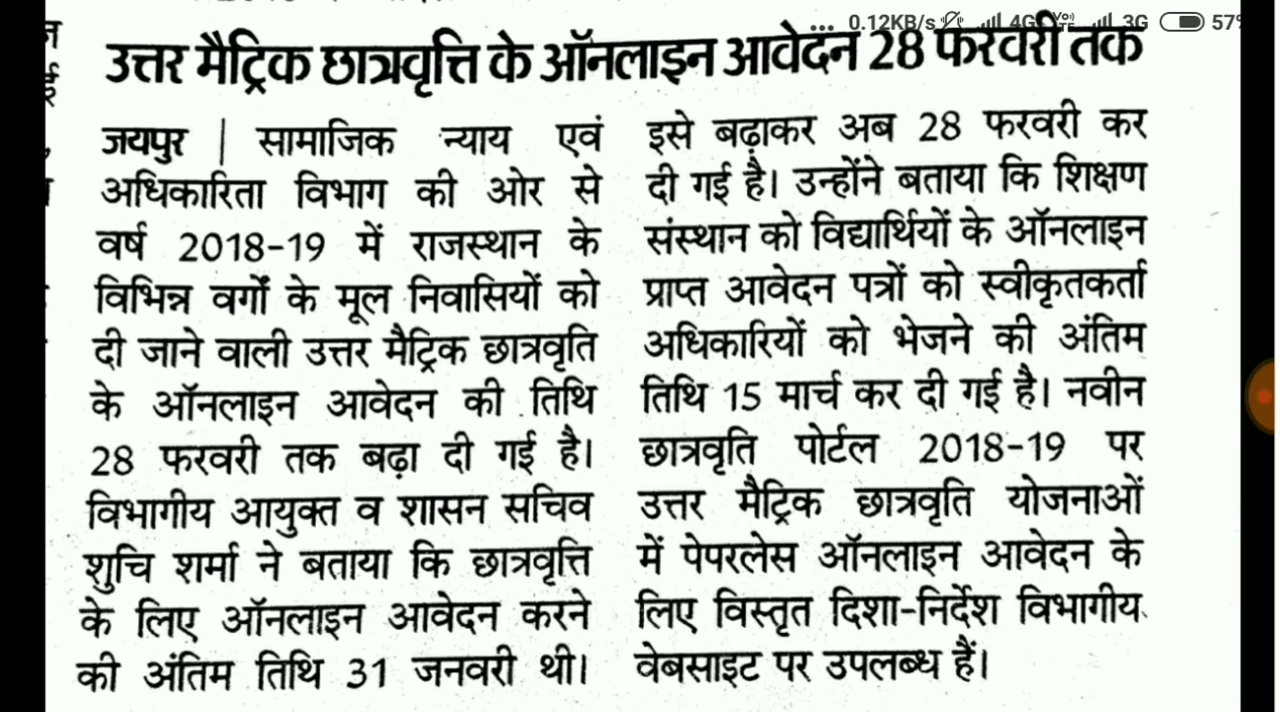 ... 0.12KB/s 4G VoLTE 3G 57%
उत्तर मैट्रिक छात्रवृत्ति के ऑनलाइन आवेदन 28 फरवरी तक
जयपुर | सामाजिक न्याय एवं
अधिकारिता विभाग की ओर से
वर्ष 2018-19 में राजस्थान के
विभिन्न वर्गों के मूल निवासियों को
दी जाने वाली उत्तर मैट्रिक छात्रवृति
के ऑनलाइन आवेदन की तिथि
28 फरवरी तक बढ़ा दी गई है।
विभागीय आयुक्त व शासन सचिव
शुचि शर्मा ने बताया कि छात्रवृत्ति
के लिए ऑनलाइन आवेदन करने
की अंतिम तिथि 31 जनवरी थी।
इसे बढ़ाकर अब 28 फरवरी कर
दी गई है। उन्होंने बताया कि शिक्षण
संस्थान को विद्यार्थियों के ऑनलाइन
प्राप्त आवेदन पत्रों को स्वीकृतकर्ता
अधिकारियों को भेजने की अंतिम
तिथि 15 मार्च कर दी गई है। नवीन
छात्रवृति पोर्टल 2018-19 पर
उत्तर मैट्रिक छात्रवृति योजनाओं
में पेपरलेस ऑनलाइन आवेदन के
लिए विस्तृत दिशा-निर्देश विभागीय
वेबसाइट पर उपलब्ध हैं।